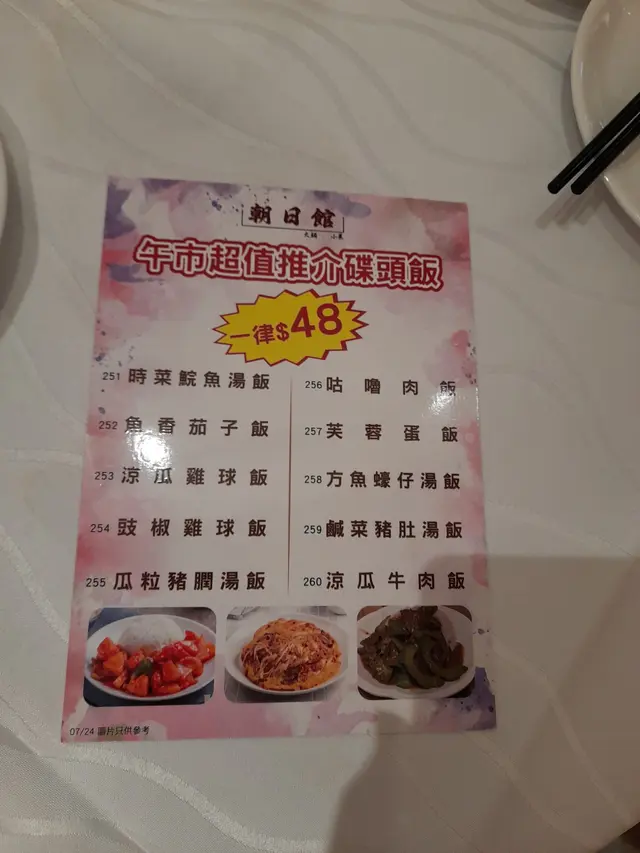 朝日館
火鍋 小菜
午市超值推介碟頭飯
一律$48
251 時菜鯇魚湯飯
252 魚香茄子飯
253 涼瓜雞球飯
254 豉椒雞球飯
255 瓜粒豬膶湯飯
256 咕嚕肉飯
257 芙蓉蛋飯
258 方魚蠔仔湯飯
259 鹹菜豬肚湯飯
260 涼瓜牛肉飯
07/24 圖片只供參考